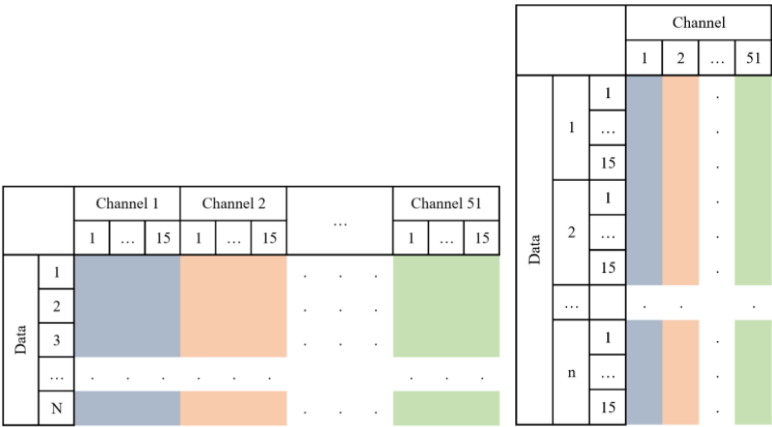 Channel 1 Channel 2 … Channel 51
1 … 15 1 … 15 1 … 15
Data
1 . . .
2 . . .
3 . . .
… . . . . . . . . . . . .
N . . .
Channel
1 2 … 51
Data
1
1 .
… .
15 .
2
1 .
… .
15 .
… . . .
n
1 .
… .
15 .